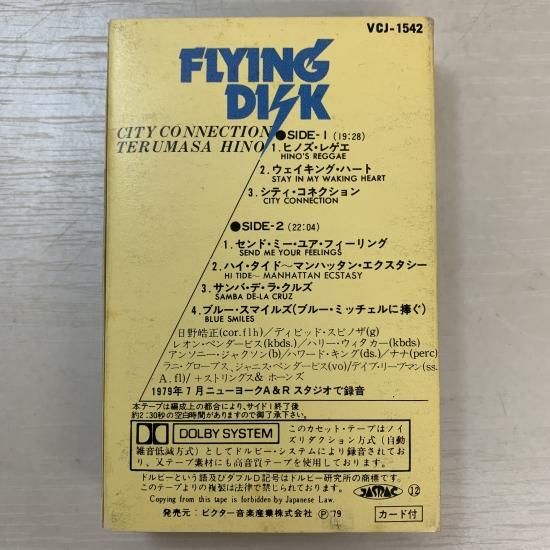 VCJ-1542
FLYING
DISK
CITY CONNECTION
TERUMASA HINO
●SIDE-1 (19:28)
1.ヒノズ・レゲエ
HINO'S REGGAE
2.ウェイキング・ハート
STAY IN MY WAKING HEART
3.シティ・コネクション
CITY CONNECTION
●SIDE-2 (22:04)
1.センド・ミー・ユア・フィーリング
SEND ME YOUR FEELINGS
2.ハイ・タイド〜マンハッタン・エクスタシー
HI TIDE〜MANHATTAN ECSTASY
3.サンバ・デ・ラ・クルズ
SAMBA DE-LA CRUZ
4.ブルー・スマイルズ(ブルー・ミッチェルに捧ぐ)
BLUE SMILES
日野皓正(cor.flh)/デイビッド・スピノザ(g)
レオン・ペンダービス(kbds.)/ハリー・ウィタカー(kbds)
アンソニー・ジャクソン(b)/ハワード・キング(ds.)/ナナ(perc)
ラニ・グローブス、ジャニス・ペンダービス(vo)/デイブ・リーブマン(ss.
A.fl)/+ストリングス&ホーンズ
1979年7月ニューヨークA&Rスタジオで録音
本テープは編成上の都合により、サイド1終了後
約2:30秒の空白時間がありますので御了承下さい。
DOLBY SYSTEM
このカセット・テープはノイ
ズリダクション方式(自動
雑音低減方式)としてドルビー・システムにより録音されてお
り、又テープ素材にも高音質テープを使用しております。
ドルビーという語及びダブルD記号はドルビー研究所の商標です。
このテープよりの複製は法律で禁じられています。
Copying from this tape is forbidden by Japanese Law.
JASRAC ⑫
発売元:ビクター音楽産業株式会社 Ⓟ'79
カード付